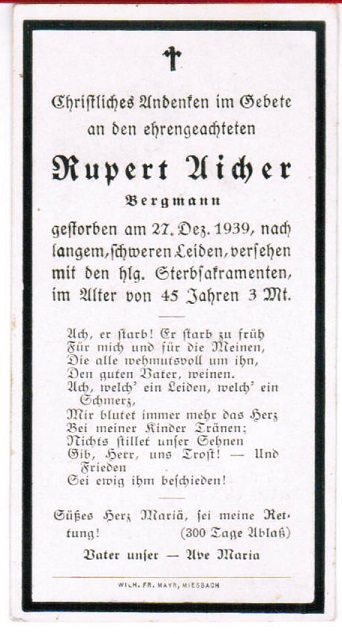 Christliches Andenken im Gebete
an den ehrengeachteten
Rupert Aicher
Bergmann
gestorben am 27. Dez. 1939, nach
langem, schweren Leiden, versehen
mit den hlg. Sterbsakramenten,
im Alter von 45 Jahren 3 Mt.
Ach, er starb! Er starb zu früh
Für mich und für die Meinen,
Die alle wehmutsvoll um ihn,
Den guten Vater, weinen.
Ach, welch' ein Leiden, welch' ein
Schmerz,
Mir blutet immer mehr das Herz
Bei meiner Kinder Tränen;
Nichts stillet unser Sehnen
Gib, Herr, uns Trost! — Und
Frieden
Sei ewig ihm beschieden!
Süßes Herz Mariä, sei meine Ret-
tung! (300 Tage Ablaß)
Vater unser — Ave Maria
WILH. FR. MAYR, MIESBACH